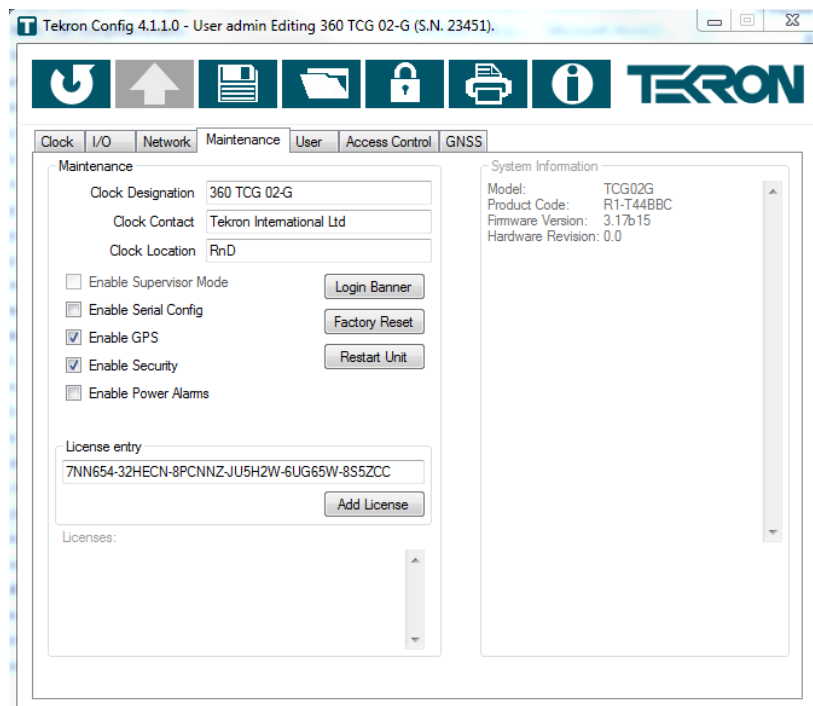 Tekron Config 4.1.1.0 - User admin Editing 360 TCG 02-G (S.N. 23451).
TEKRON
Clock I/O Network Maintenance User Access Control GNSS
Maintenance
Clock Designation 360 TCG 02-G
Clock Contact Tekron International Ltd
Clock Location RnD
Enable Supervisor Mode
Login Banner
Enable Serial Config
Factory Reset
Enable GPS
Restart Unit
Enable Security
Enable Power Alarms
License entry
7NN654-32HECN-8PCNNZ-JU5H2W-6UG65W-8S5ZCC
Add License
Licenses:
System Information
Model: TCG02G
Product Code: R1-T44BBC
Firmware Version: 3.17b15
Hardware Revision: 0.0